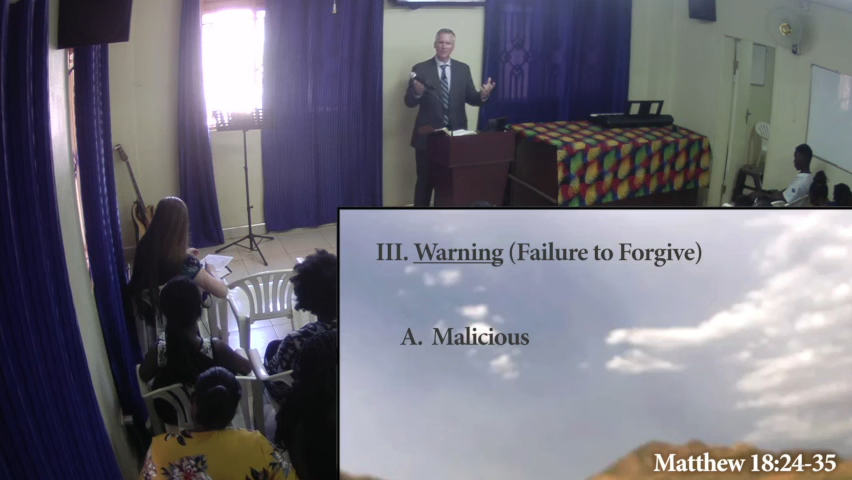 III. Warning (Failure to Forgive)
A. Malicious
Matthew 18:24-35